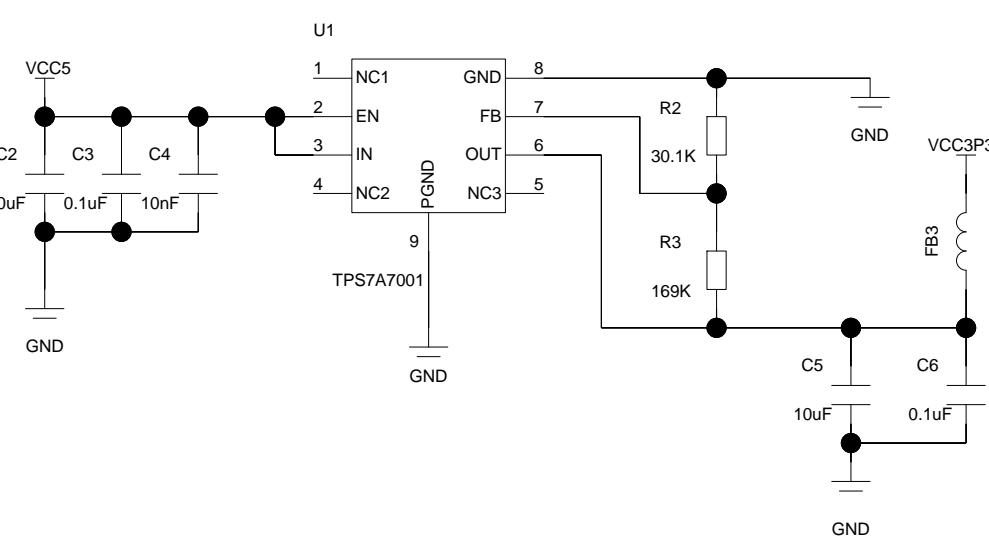 U1
VCC5
1
NC1
GND
8
2
EN
FB
7
3
IN
OUT
6
4
NC2
PGND
NC3
5
9
TPS7A7001
GND
C3
0.1uF
C4
10nF
GND
R2
30.1K
R3
169K
GND
FB3
C5
10uF
C6
0.1uF
GND